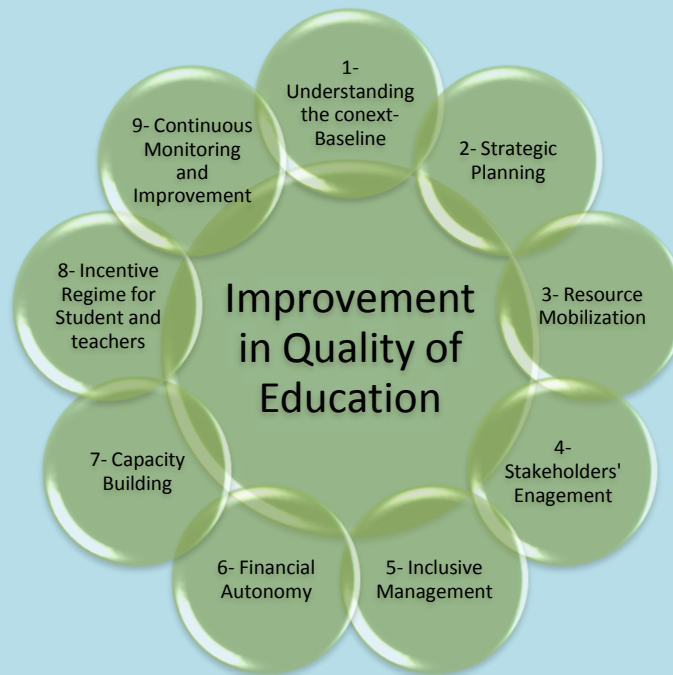 1-
Understanding
the conext-
Baseline
2- Strategic
Planning
3- Resource
Mobilization
4-
Stakeholders'
Enagement
5- Inclusive
Management
6- Financial
Autonomy
7- Capacity
Building
8- Incentive
Regime for
Student and
teachers
9- Continuous
Monitoring
and
Improvement
Improvement
in Quality of
Education